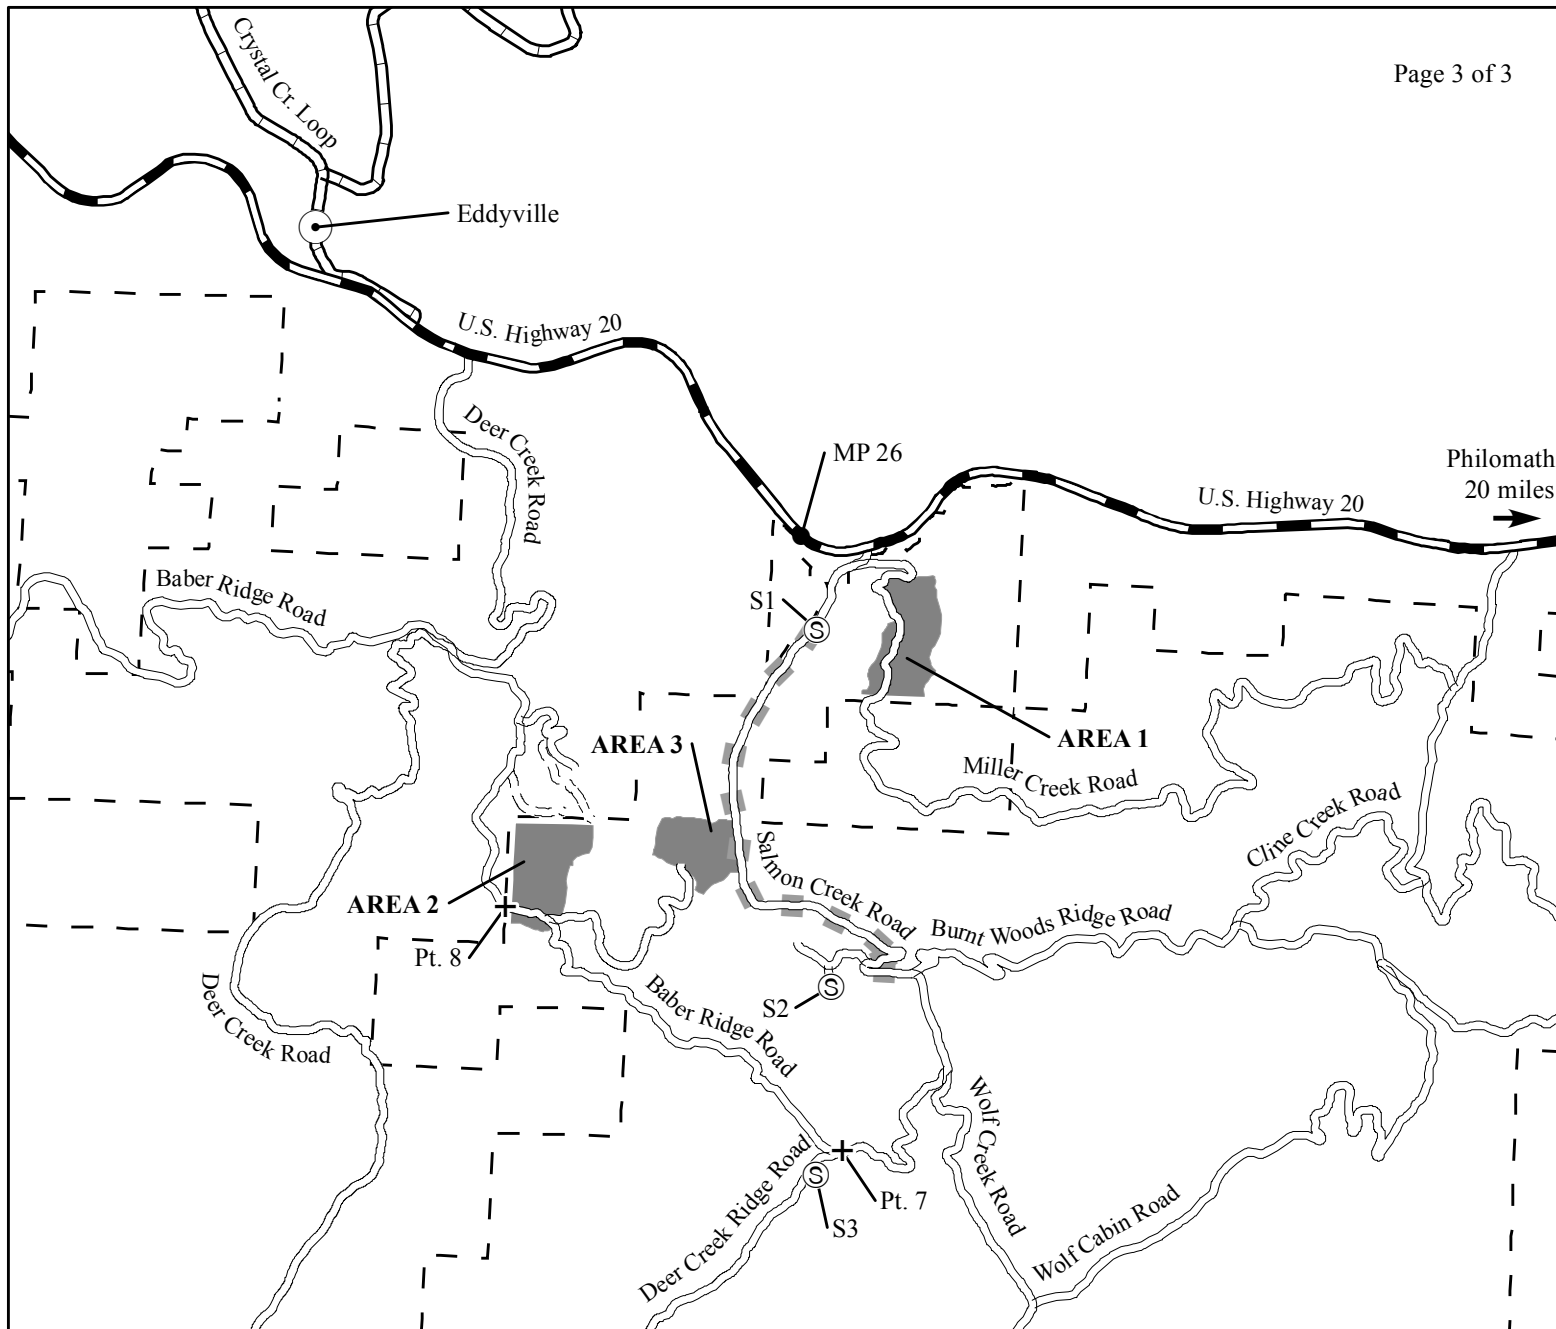 Page 3 of 3
Crystal Cr. Loop
Eddyville
U.S. Highway 20
Deer Creek Road
MP 26
Philomath
20 miles
U.S. Highway 20
Baber Ridge Road
S1
S
AREA 1
AREA 3
Miller Creek Road
Cline Creek Road
Salmon Creek Road
AREA 2
Burnt Woods Ridge Road
Pt. 8
Deer Creek Road
S2
S
Baber Ridge Road
Wolf Creek Road
Deer Creek Ridge Road
S
S3
Pt. 7
Wolf Cabin Road